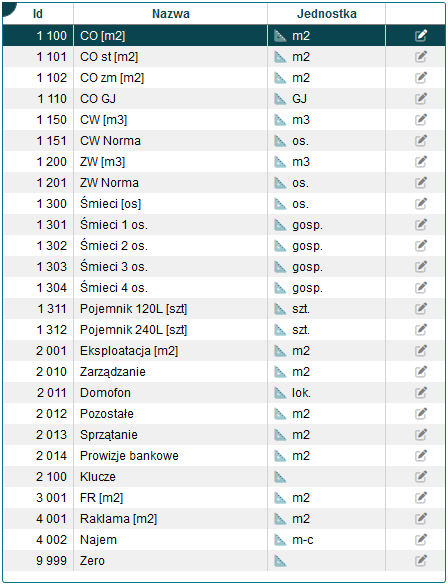 Id Nazwa Jednostka
1 100 CO [m2] m2
1 101 CO st [m2] m2
1 102 CO zm [m2] m2
1 110 CO GJ GJ
1 150 CW [m3] m3
1 151 CW Norma os.
1 200 ZW [m3] m3
1 201 ZW Norma os.
1 300 Śmieci [os] os.
1 301 Śmieci 1 os. gosp.
1 302 Śmieci 2 os. gosp.
1 303 Śmieci 3 os. gosp.
1 304 Śmieci 4 os. gosp.
1 311 Pojemnik 120L [szt] szt.
1 312 Pojemnik 240L [szt] szt.
2 001 Eksploatacja [m2] m2
2 010 Zarządzanie m2
2 011 Domofon lok.
2 012 Pozostałe m2
2 013 Sprzątanie m2
2 014 Prowizje bankowe m2
2 100 Klucze
3 001 FR [m2] m2
4 001 Raklama [m2] m2
4 002 Najem m-c
9 999 Zero